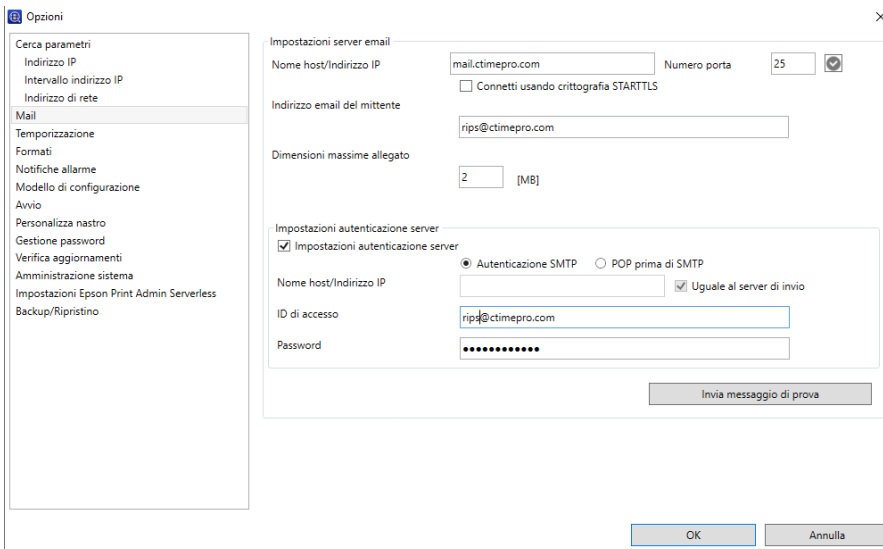 Opzioni
Cerca parametri
Indirizzo IP
Intervallo indirizzo IP
Indirizzo di rete
Mail
Temporizzazione
Formati
Notifiche allarme
Modello di configurazione
Avvio
Personalizza nastro
Gestione password
Verifica aggiornamenti
Amministrazione sistema
Impostazioni Epson Print Admin Serverless
Backup/Ripristino
Impostazioni server email
Nome host/Indirizzo IP mail.ctimepro.com Numero porta 25
Connetti usando crittografia STARTTLS
Indirizzo email del mittente
rips@ctimepro.com
Dimensioni massime allegato
2 [MB]
Impostazioni autenticazione server
Impostazioni autenticazione server
Autenticazione SMTP POP prima di SMTP
Nome host/Indirizzo IP Uguale al server di invio
ID di accesso rips@ctimepro.com
Password ●●●●●●●●●●●●
Invia messaggio di prova
OK Annulla